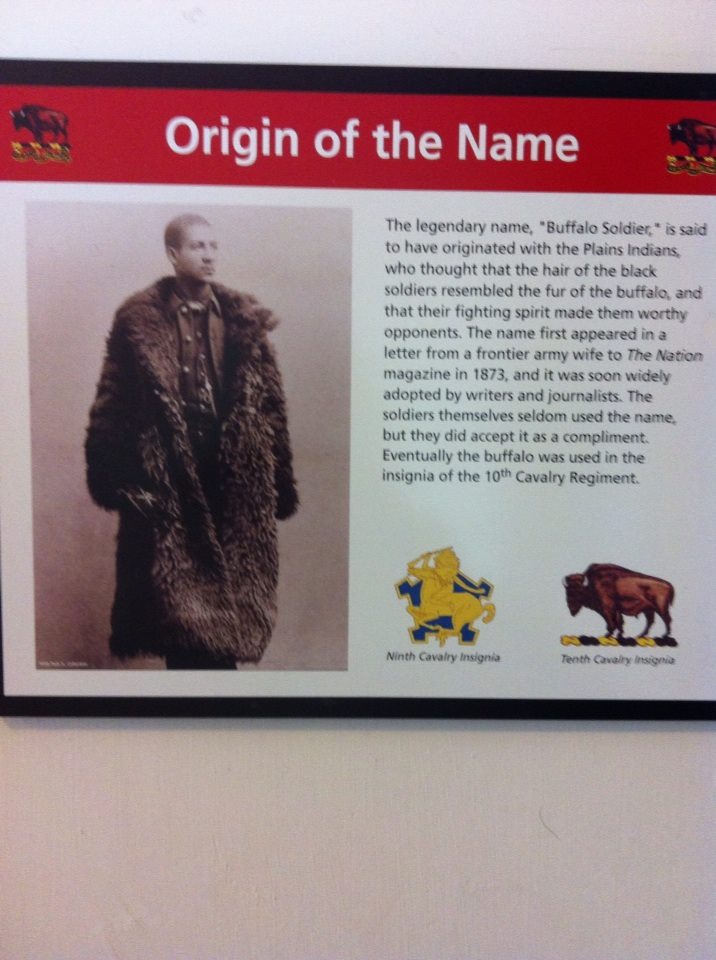 Origin of the Name
The legendary name, "Buffalo Soldier," is said
to have originated with the Plains Indians,
who thought that the hair of the black
soldiers resembled the fur of the buffalo, and
that their fighting spirit made them worthy
opponents. The name first appeared in a
letter from a frontier army wife to The Nation
magazine in 1873, and it was soon widely
adopted by writers and journalists. The
soldiers themselves seldom used the name,
but they did accept it as a compliment.
Eventually the buffalo was used in the
insignia of the 10th Cavalry Regiment.
Ninth Cavalry Insignia
Tenth Cavalry Insignia